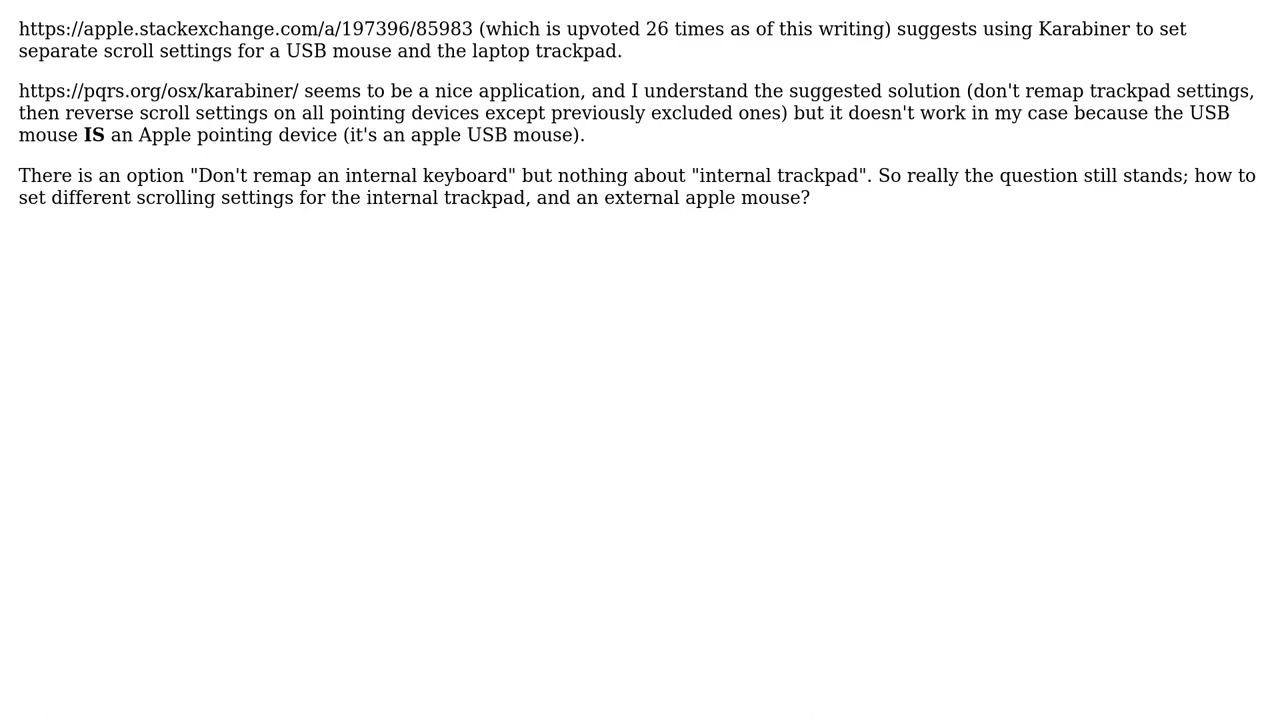 https://apple.stackexchange.com/a/197396/85983 (which is upvoted 26 times as of this writing) suggests using Karabiner to set
separate scroll settings for a USB mouse and the laptop trackpad.
https://pqrs.org/osx/karabiner/ seems to be a nice application, and I understand the suggested solution (don't remap trackpad settings,
then reverse scroll settings on all pointing devices except previously excluded ones) but it doesn't work in my case because the USB
mouse IS an Apple pointing device (it's an apple USB mouse).
There is an option "Don't remap an internal keyboard" but nothing about "internal trackpad". So really the question still stands; how to
set different scrolling settings for the internal trackpad, and an external apple mouse?